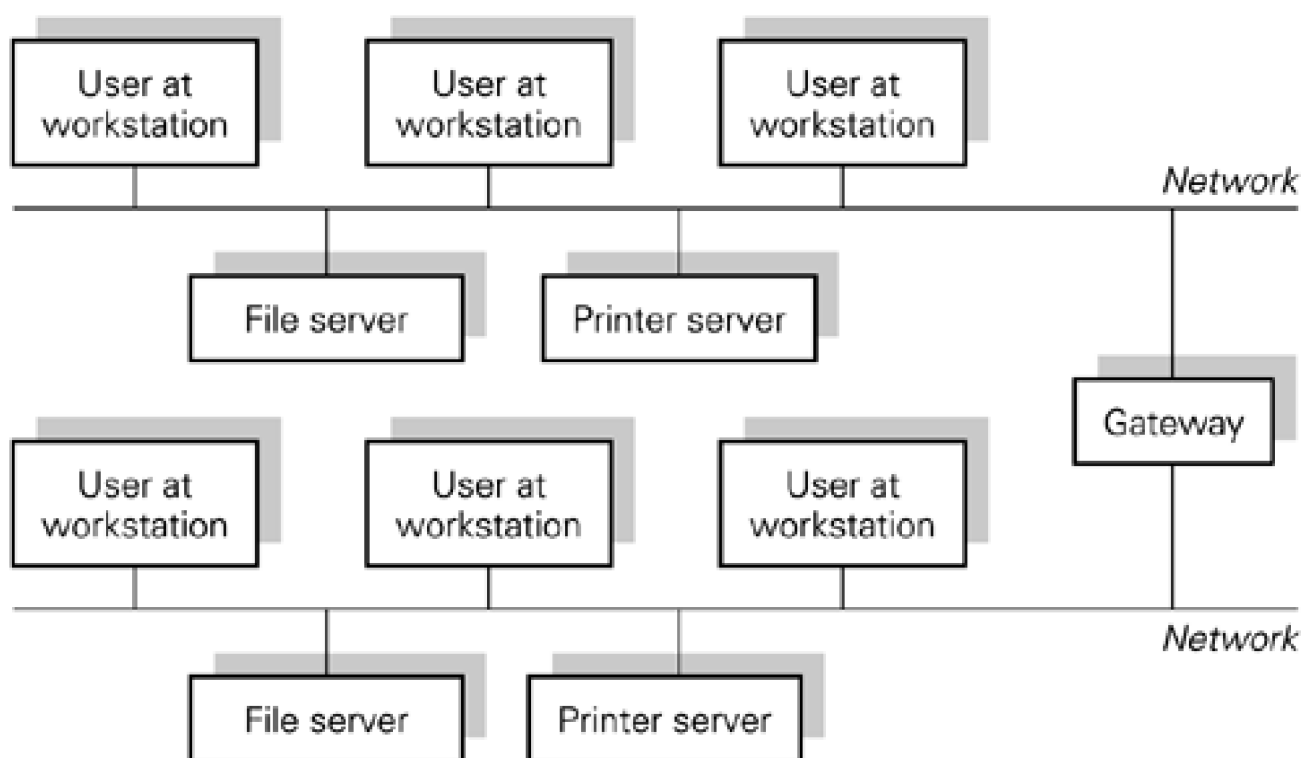 User at
workstation
User at
workstation
User at
workstation
Network
File server
Printer server
Gateway
User at
workstation
User at
workstation
User at
workstation
Network
File server
Printer server